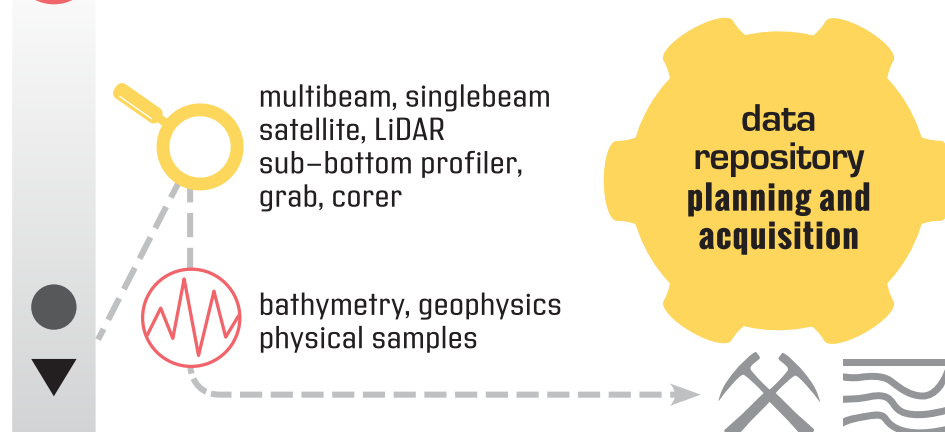 multibeam, singlebeam
satellite, LiDAR
sub–bottom profiler,
grab, corer
bathymetry, geophysics
physical samples
data
repository
planning and
acquisition